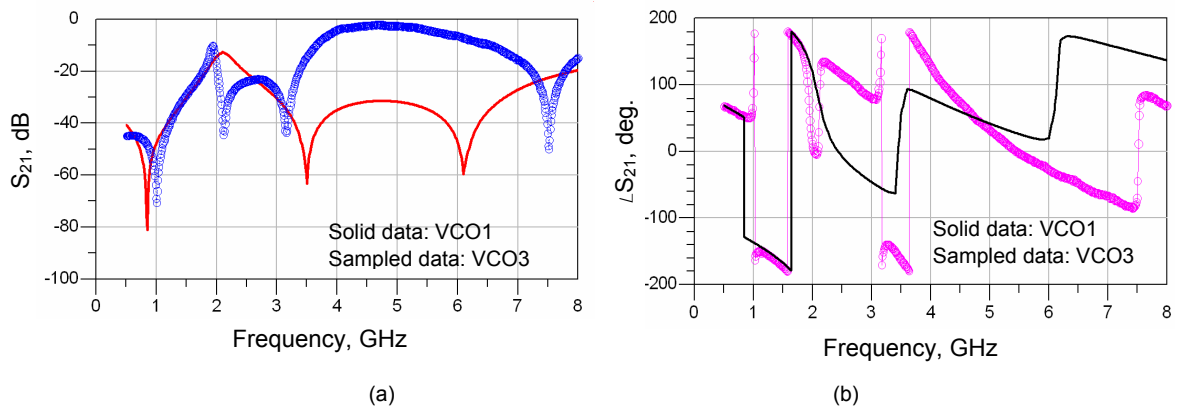 0
-20
-40
-60
-80
-100
S21, dB
Solid data: VCO1
Sampled data: VCO3
0 1 2 3 4 5 6 7 8
Frequency, GHz
(a)
200
100
0
-100
-200
∠S21, deg.
Solid data: VCO1
Sampled data: VCO3
0 1 2 3 4 5 6 7 8
Frequency, GHz
(b)